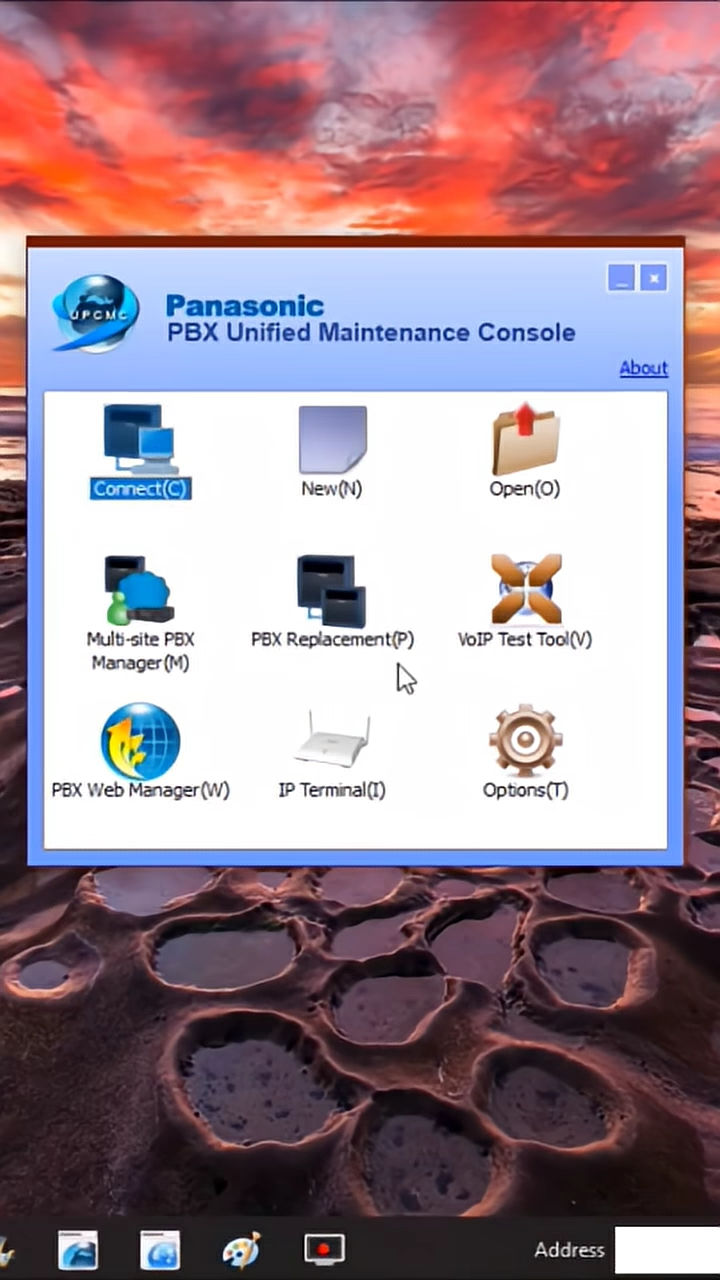 UPCMC
Panasonic
PBX Unified Maintenance Console
About
Connect(C)
New(N)
Open(O)
Multi-site PBX
Manager(M)
PBX Replacement(P)
VoIP Test Tool(V)
PBX Web Manager(W)
IP Terminal(I)
Options(T)
Address